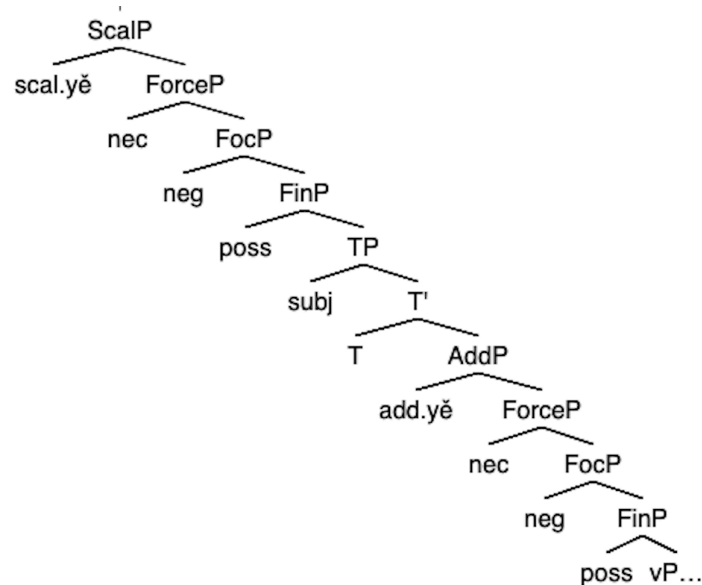 ScalP
scal.yě ForceP
nec FocP
neg FinP
poss TP
subj T'
T AddP
add.yě ForceP
nec FocP
neg FinP
poss vP…